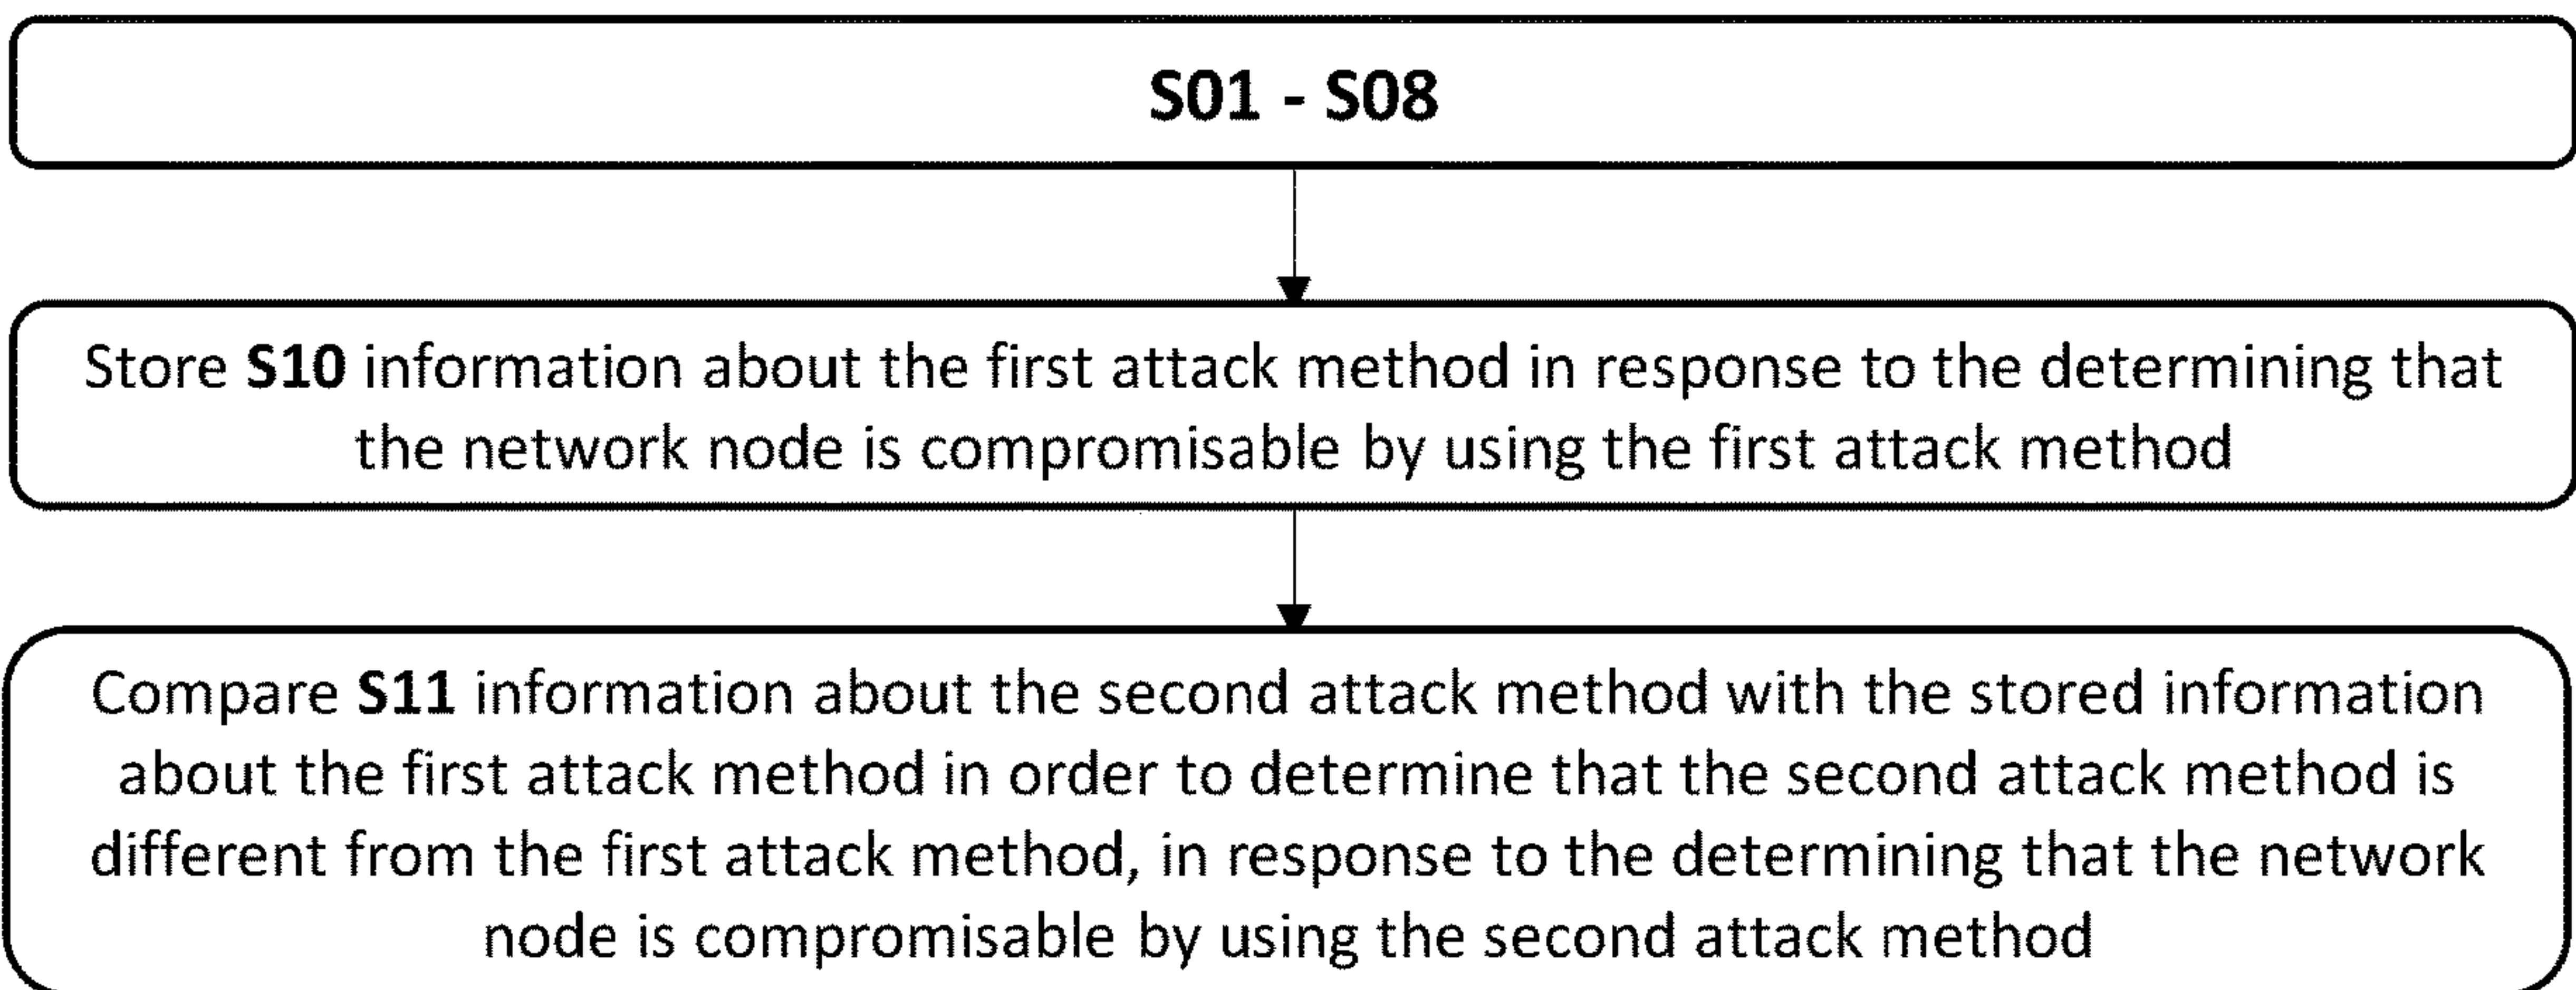 S01 - S08
Store S10 information about the first attack method in response to the determining that
the network node is compromisable by using the first attack method
Compare S11 information about the second attack method with the stored information
about the first attack method in order to determine that the second attack method is
different from the first attack method, in response to the determining that the network
node is compromisable by using the second attack method